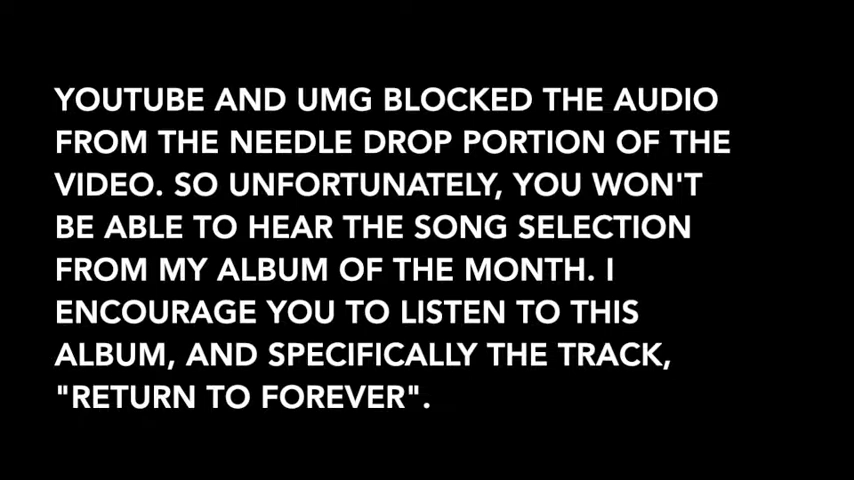 YOUTUBE AND UMG BLOCKED THE AUDIO
FROM THE NEEDLE DROP PORTION OF THE
VIDEO. SO UNFORTUNATELY, YOU WON'T
BE ABLE TO HEAR THE SONG SELECTION
FROM MY ALBUM OF THE MONTH. I
ENCOURAGE YOU TO LISTEN TO THIS
ALBUM, AND SPECIFICALLY THE TRACK,
"RETURN TO FOREVER".